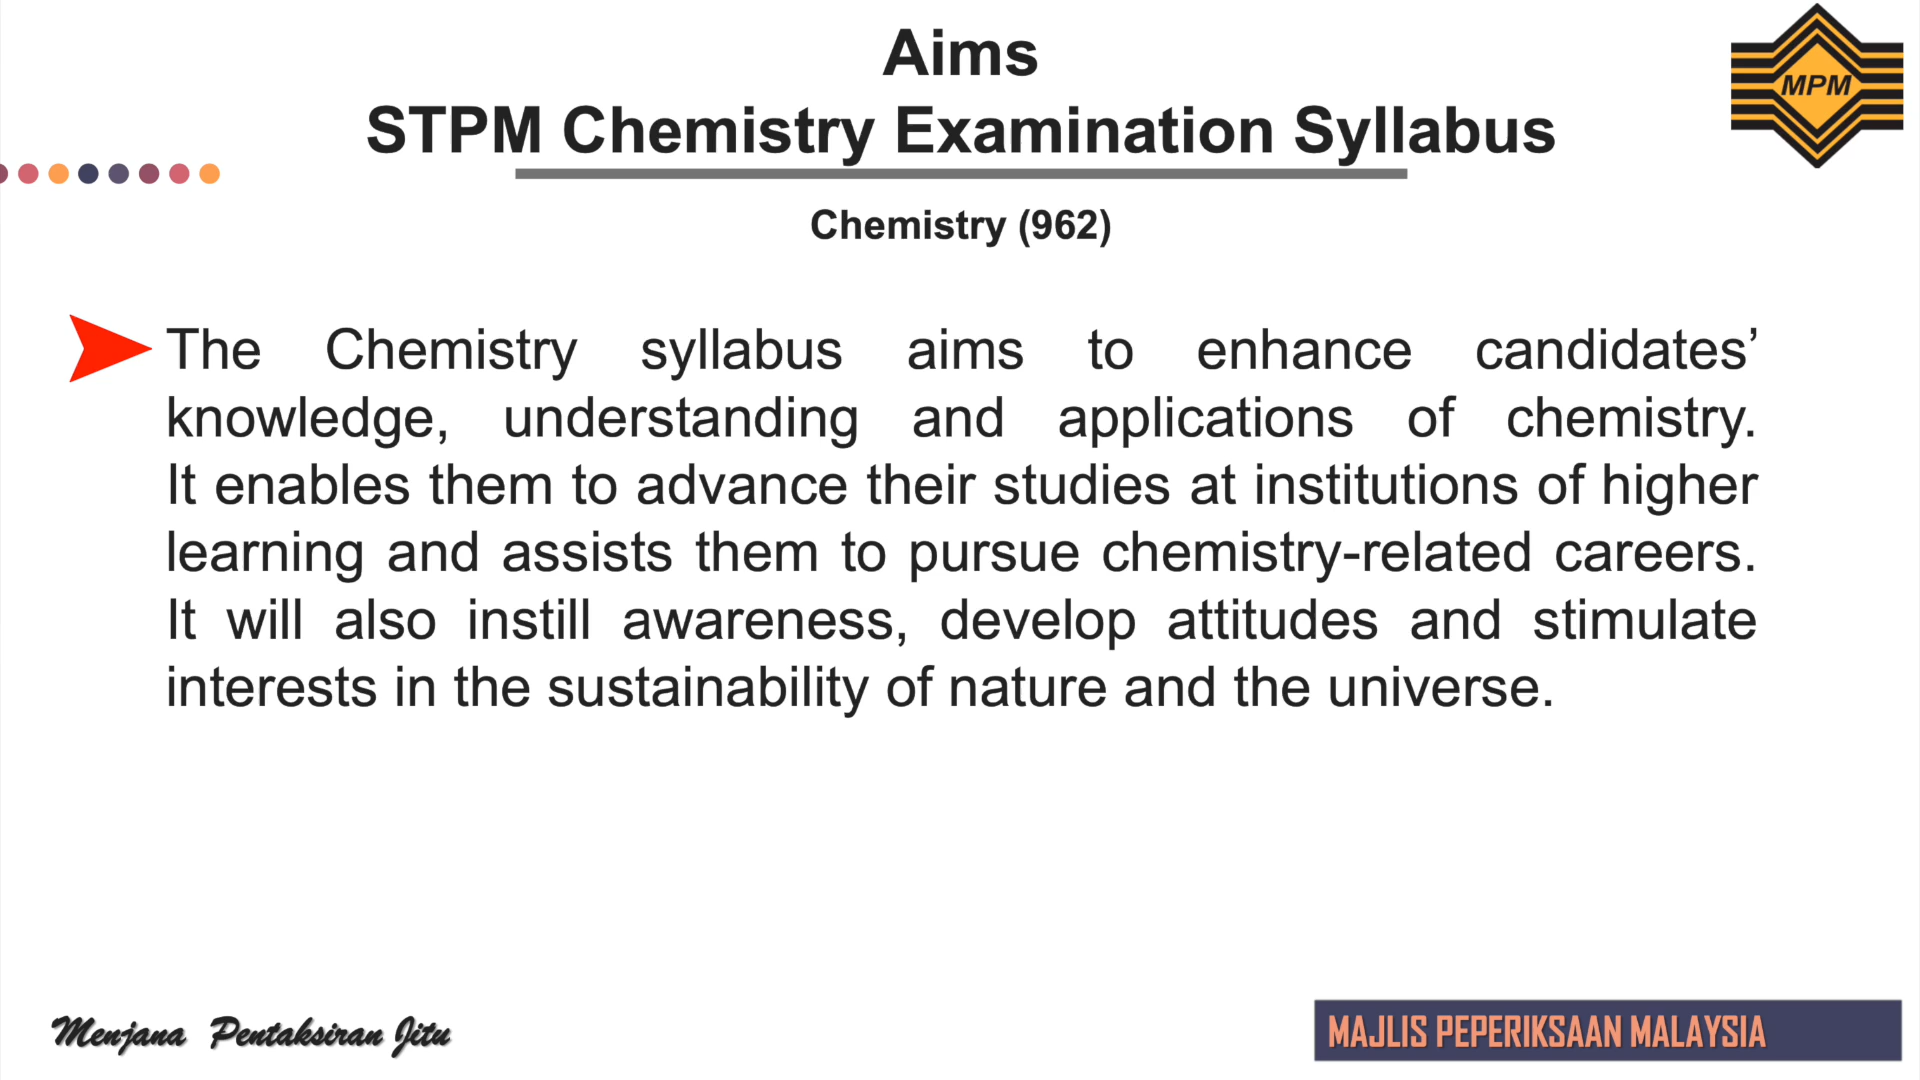 Aims
STPM Chemistry Examination Syllabus
MPM
Chemistry (962)
The Chemistry syllabus aims to enhance candidates’
knowledge, understanding and applications of chemistry.
It enables them to advance their studies at institutions of higher
learning and assists them to pursue chemistry-related careers.
It will also instill awareness, develop attitudes and stimulate
interests in the sustainability of nature and the universe.
Menjana Pentaksiran Jitu
MAJLIS PEPERIKSAAN MALAYSIA